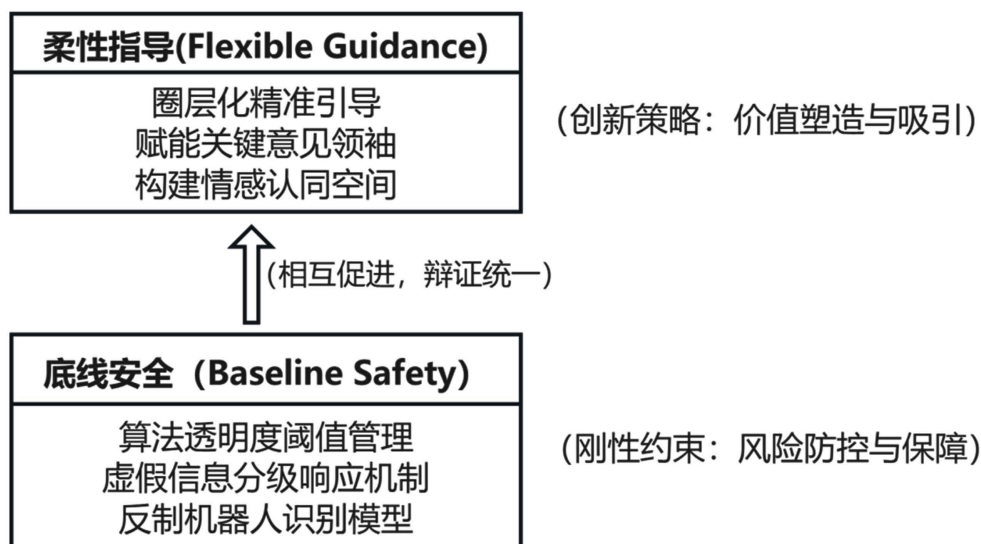 柔性指导(Flexible Guidance)
圈层化精准引导
赋能关键意见领袖
构建情感认同空间
（创新策略：价值塑造与吸引）
（相互促进，辩证统一）
底线安全（Baseline Safety）
算法透明度阈值管理
虚假信息分级响应机制
反制机器人识别模型
（刚性约束：风险防控与保障）